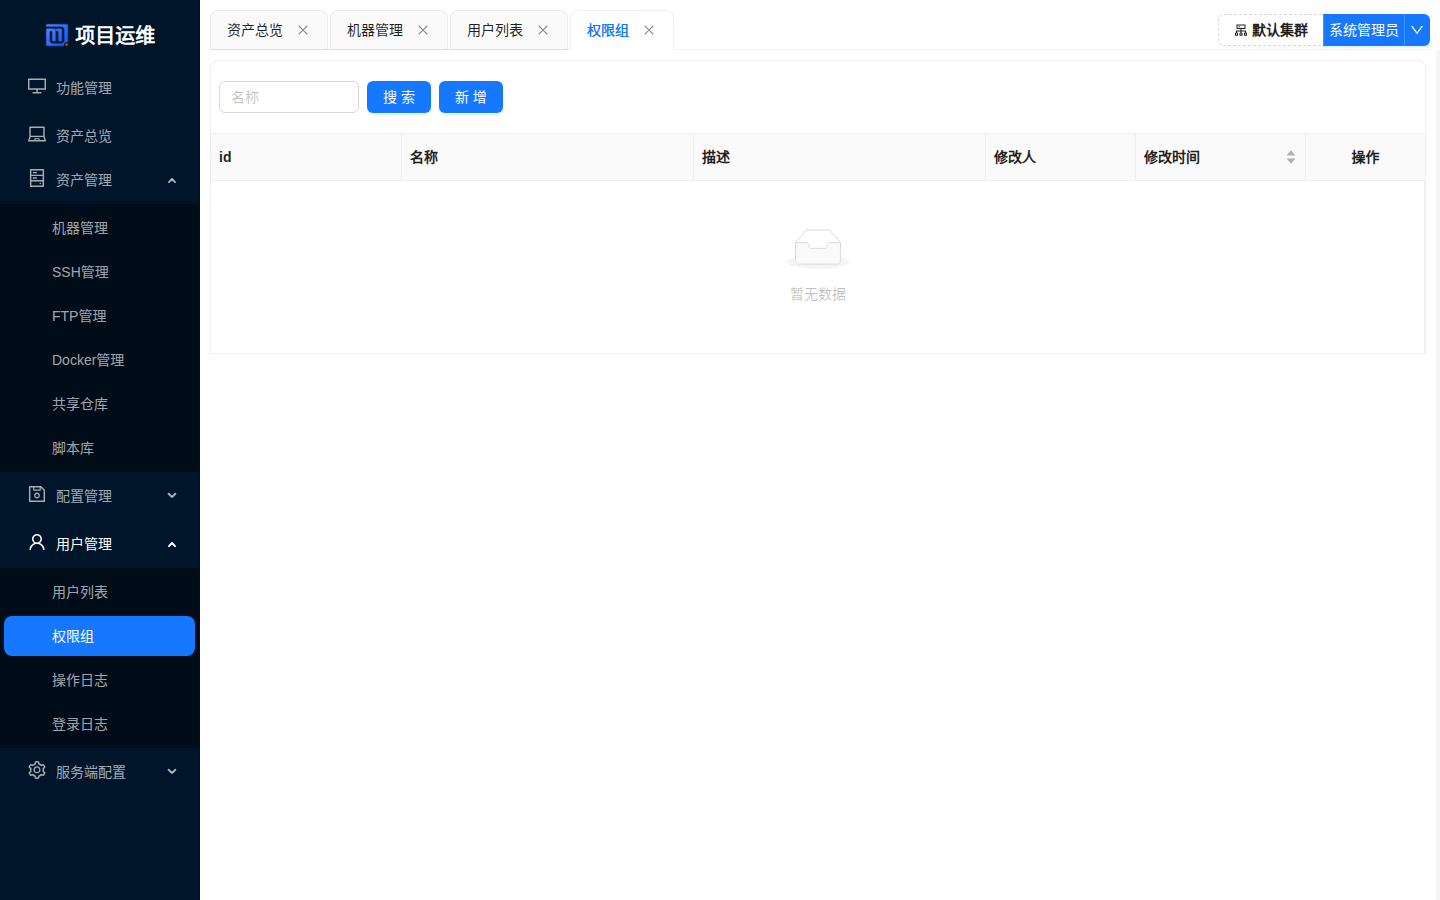 项目运维
功能管理
资产总览
资产管理
机器管理
SSH管理
FTP管理
Docker管理
共享仓库
脚本库
配置管理
用户管理
用户列表
权限组
操作日志
登录日志
服务端配置
资产总览 机器管理 用户列表 权限组 默认集群 系统管理员
名称 搜 索 新 增
id 名称 描述 修改人 修改时间 操作
暂无数据